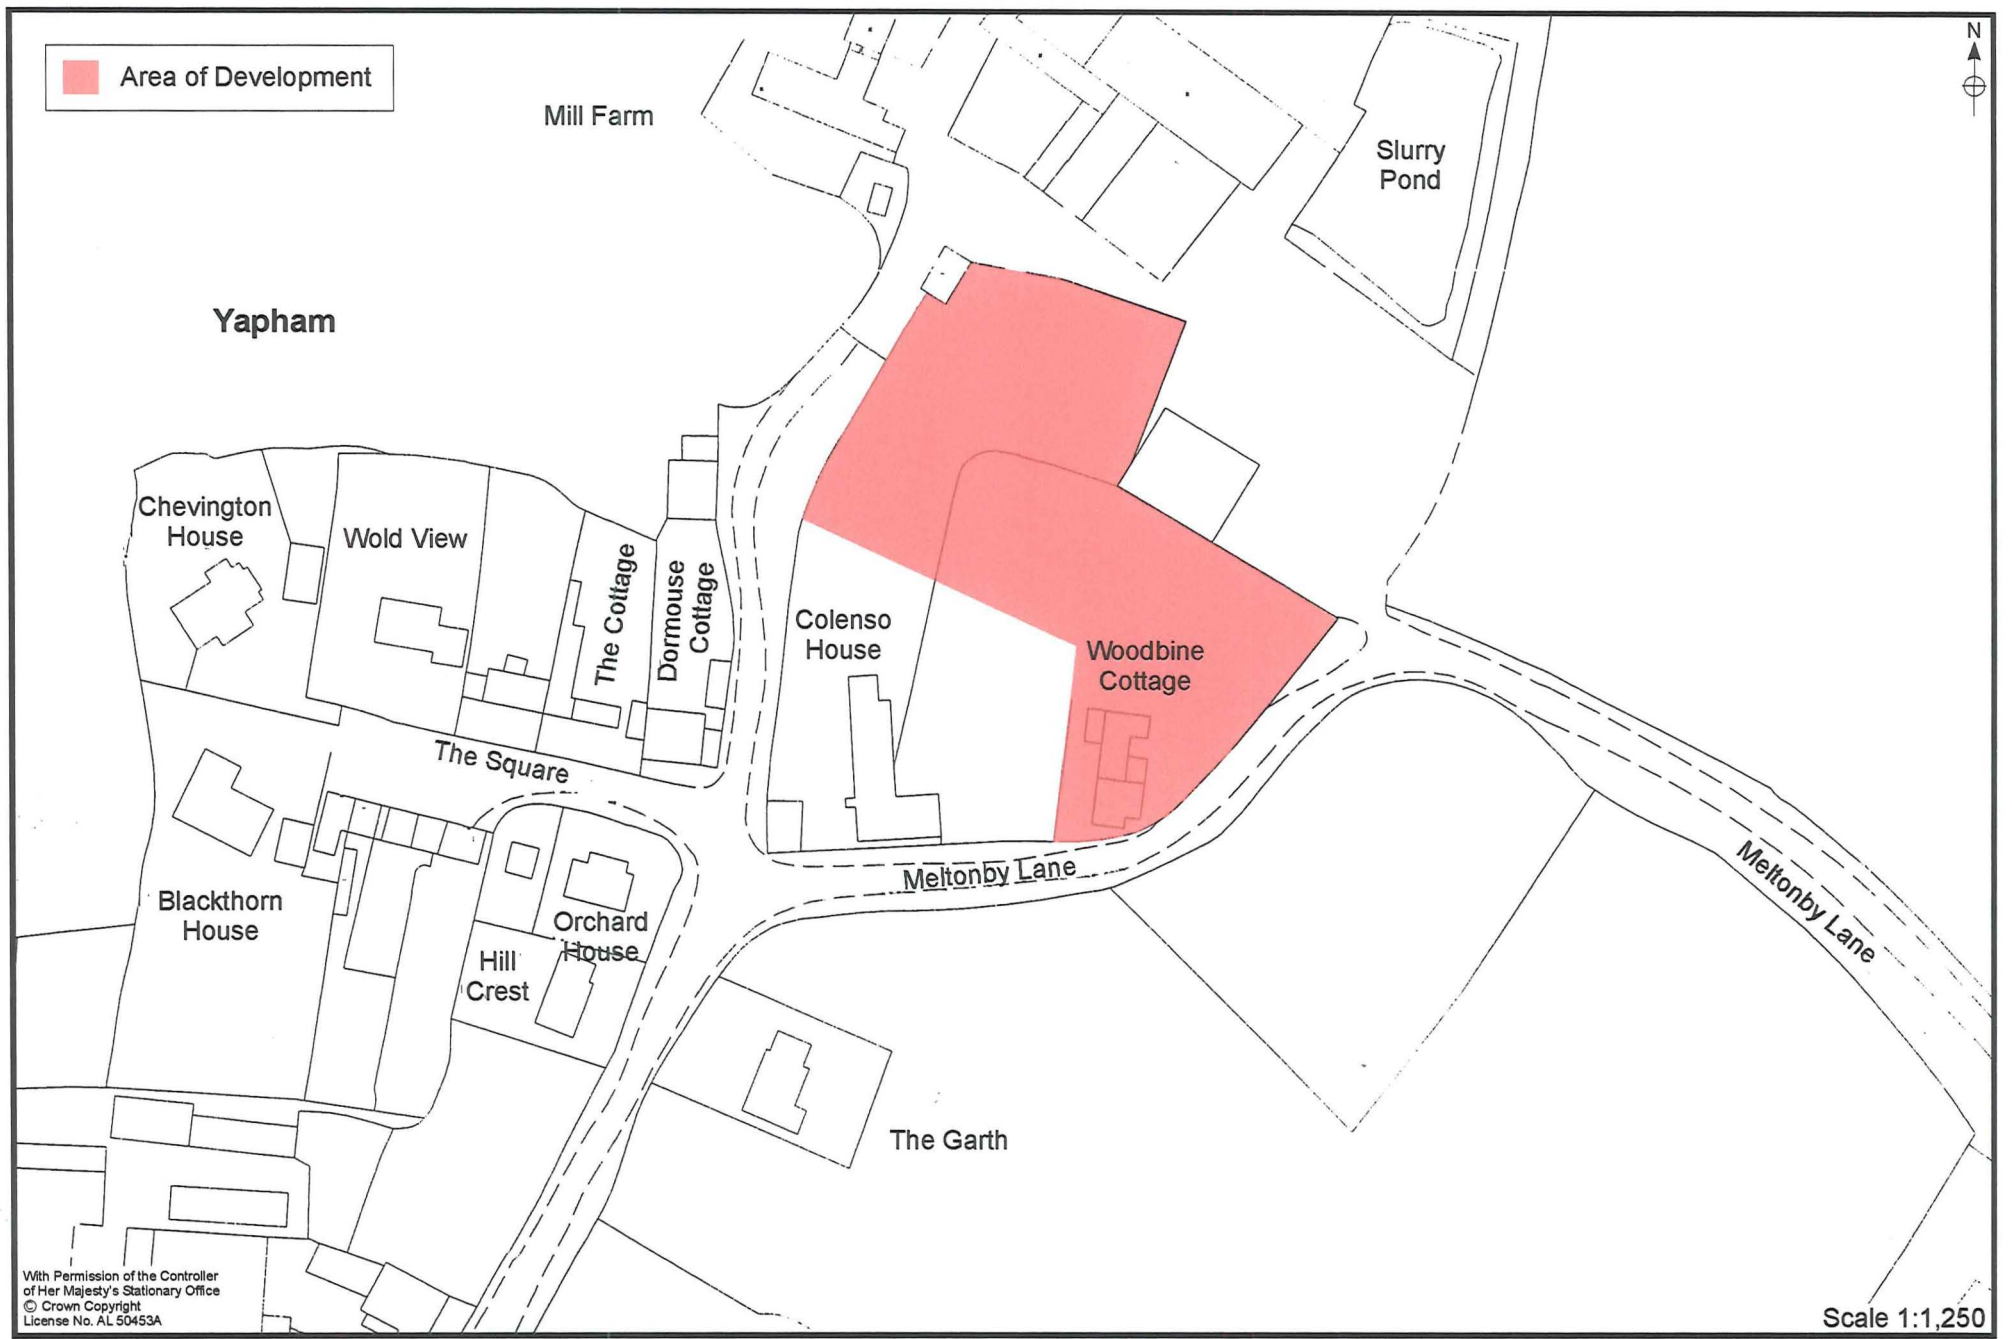 Area of Development
N
Mill Farm
Slurry
Pond
Yapham
Chevington
House
Wold View
The Cottage
Dormouse
Cottage
Colenso
House
Woodbine
Cottage
The Square
Meltonby Lane
Meltonby Lane
Blackthorn
House
Orchard
House
Hill
Crest
The Garth
With Permission of the Controller
of Her Majesty's Stationary Office
© Crown Copyright
License No. AL 50453A
Scale 1:1,250